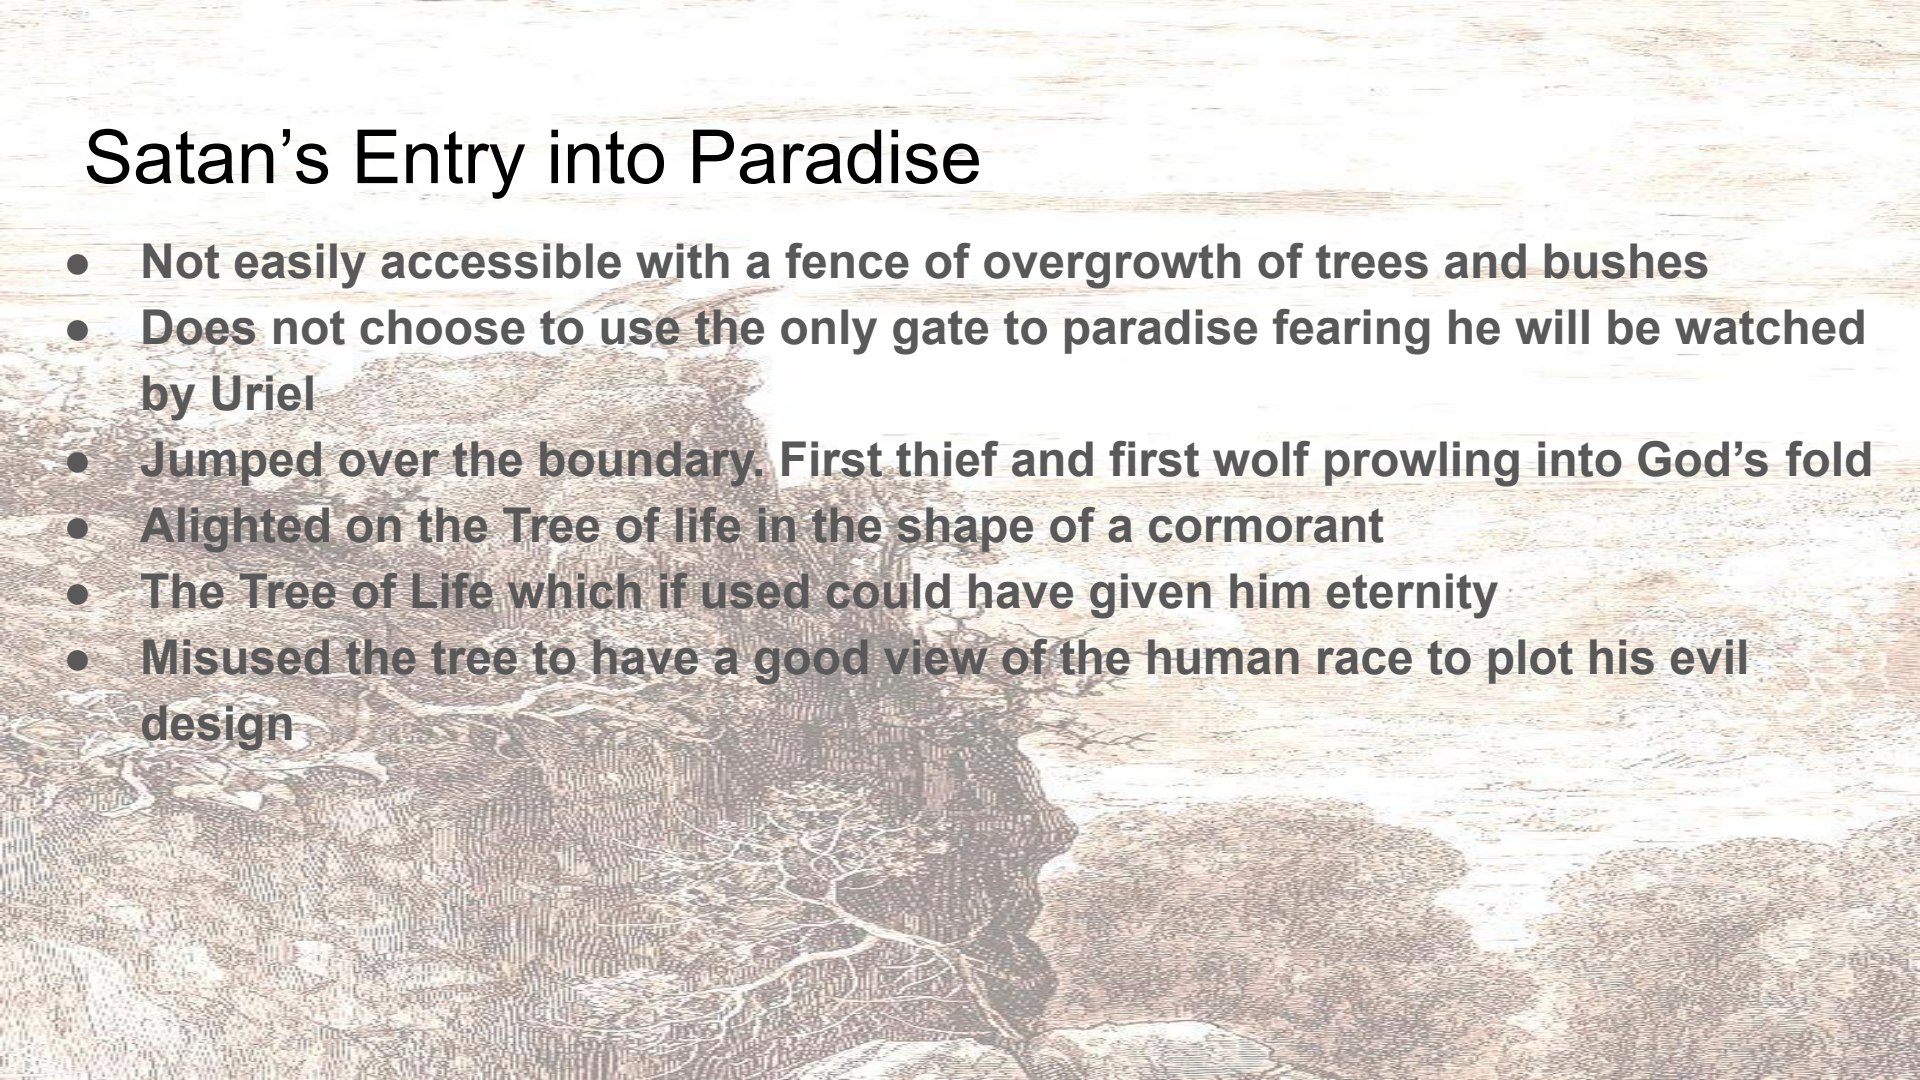 Satan’s Entry into Paradise
● Not easily accessible with a fence of overgrowth of trees and bushes
● Does not choose to use the only gate to paradise fearing he will be watched
by Uriel
● Jumped over the boundary. First thief and first wolf prowling into God’s fold
● Alighted on the Tree of life in the shape of a cormorant
● The Tree of Life which if used could have given him eternity
● Misused the tree to have a good view of the human race to plot his evil
design